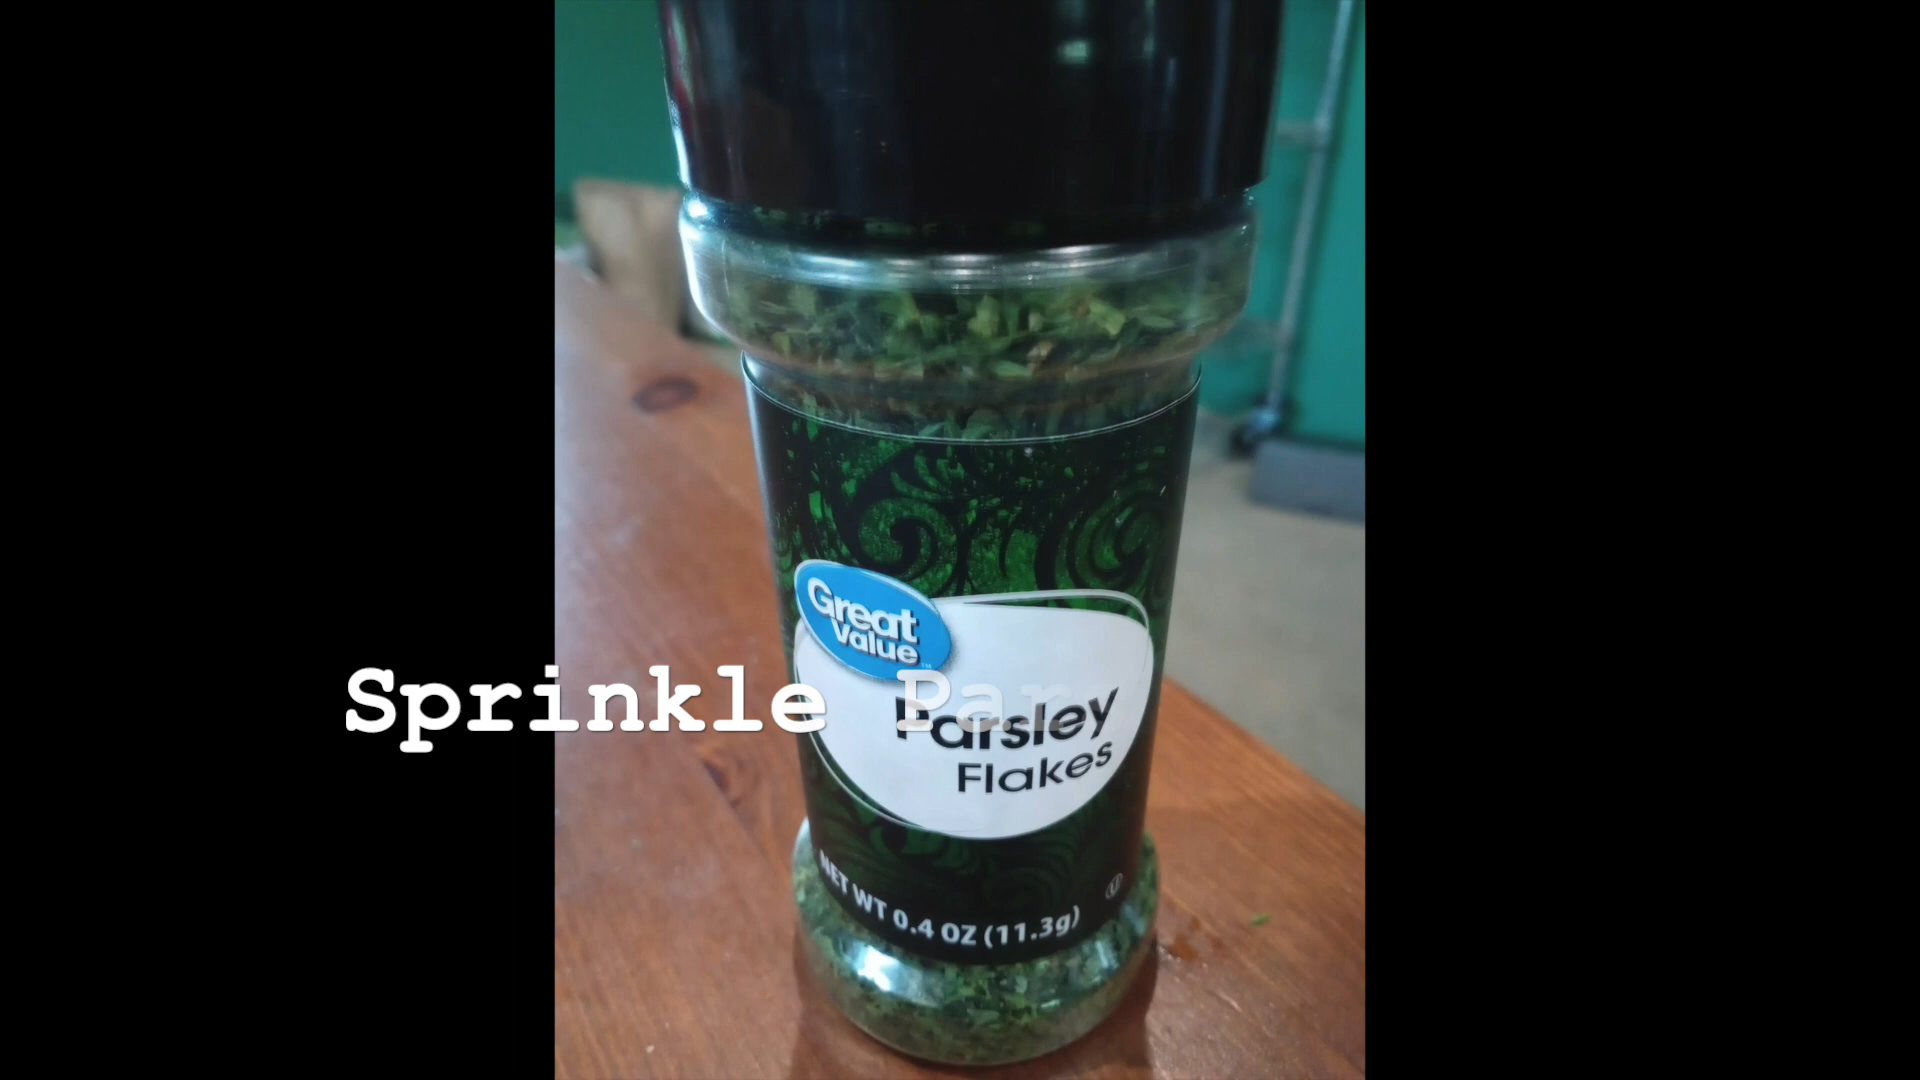 Great
Value
Sprinkle Par
Parsley
Flakes
NET WT 0.4 OZ (11.3g)
U